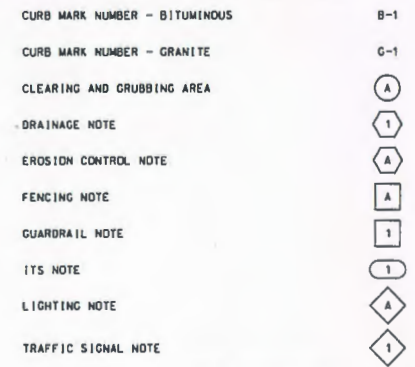 CURB MARK NUMBER - BITUMINOUS B-1
CURB MARK NUMBER - GRANITE G-1
CLEARING AND GRUBBING AREA A
DRAINAGE NOTE 1
EROSION CONTROL NOTE A
FENCING NOTE A
GUARDRAIL NOTE 1
ITS NOTE 1
LIGHTING NOTE A
TRAFFIC SIGNAL NOTE 1